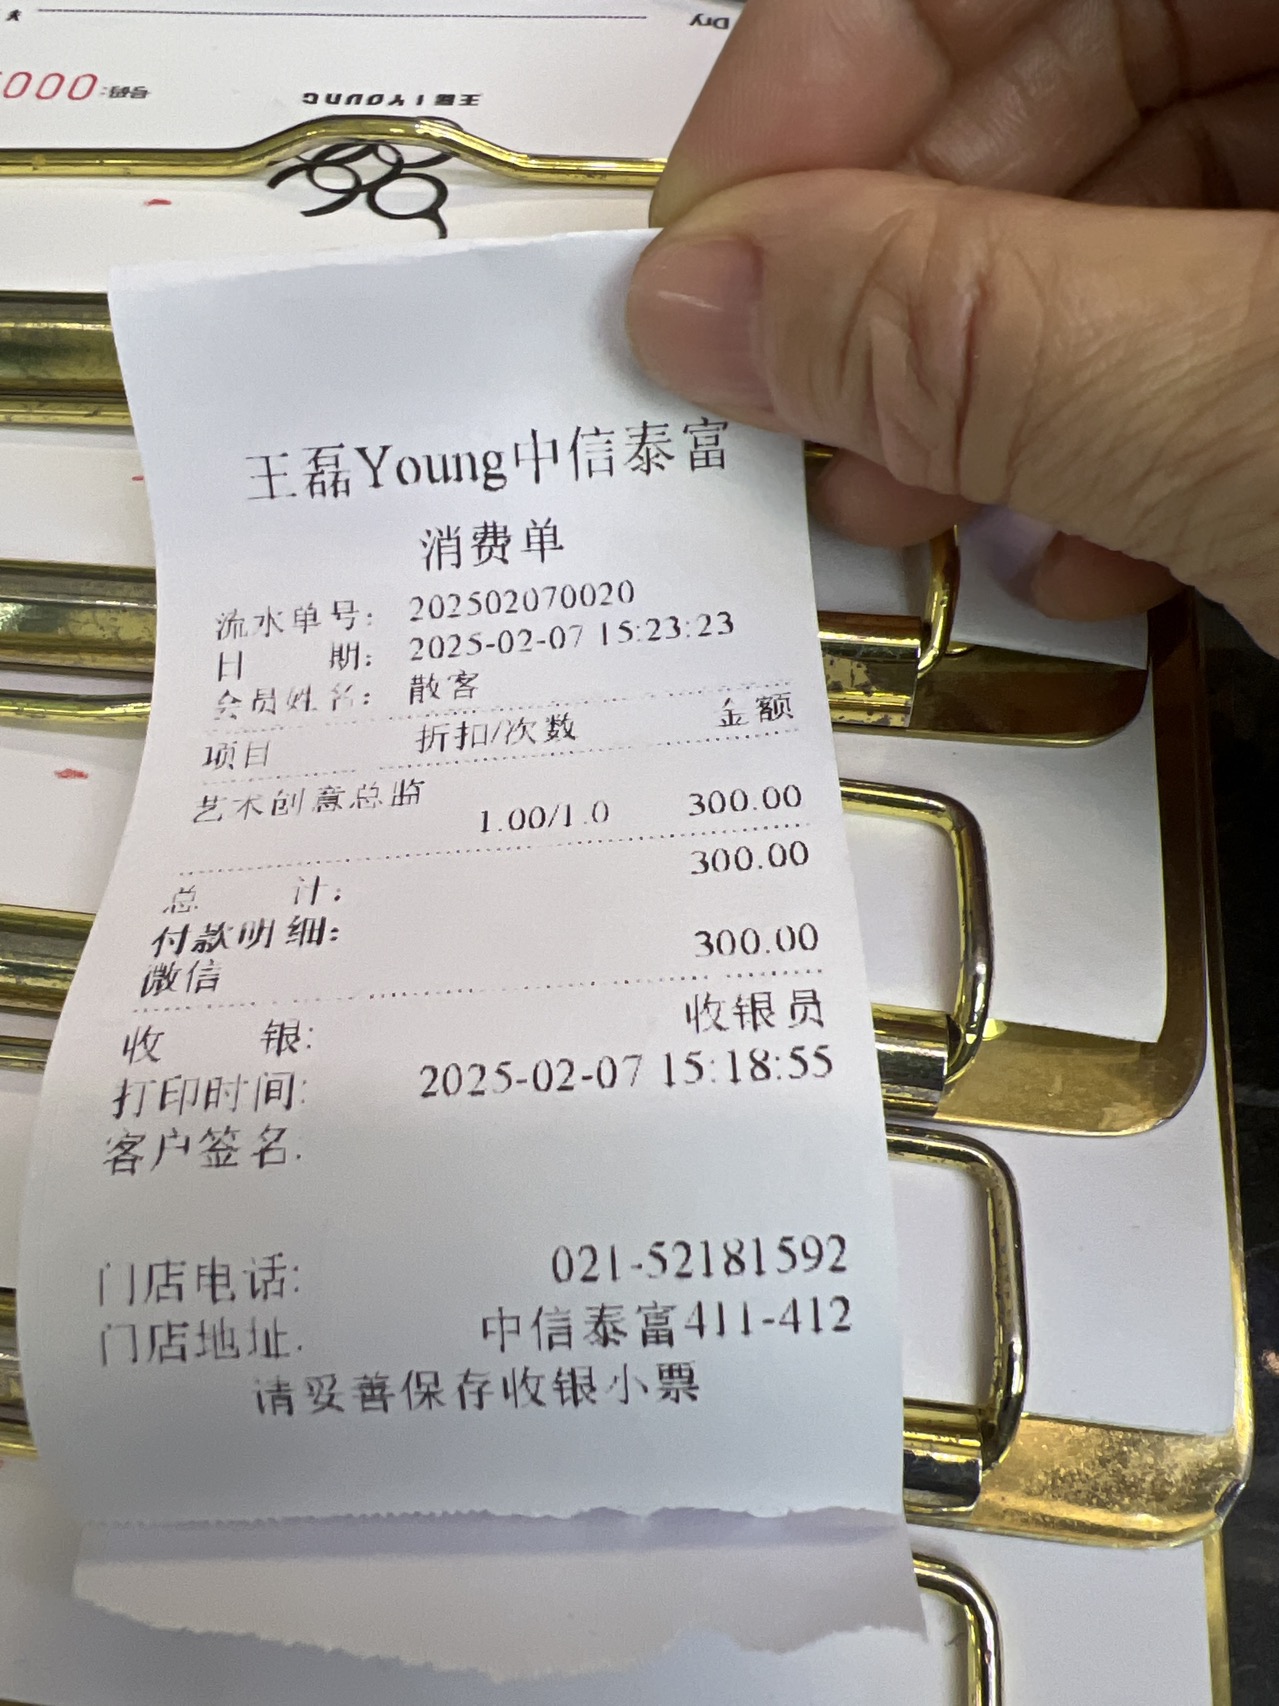 Dry
000
王磊 | YOUNG
王磊Young中信泰富
消费单
流水单号: 202502070020
日 期: 2025-02-07 15:23:23
会员姓名: 散客
项目 折扣/次数 金额
艺术创意总监
1.00/1.0 300.00
总 计: 300.00
付款明细:
微信 300.00
收 银: 收银员
打印时间: 2025-02-07 15:18:55
客户签名:
门店电话: 021-52181592
门店地址: 中信泰富411-412
请妥善保存收银小票